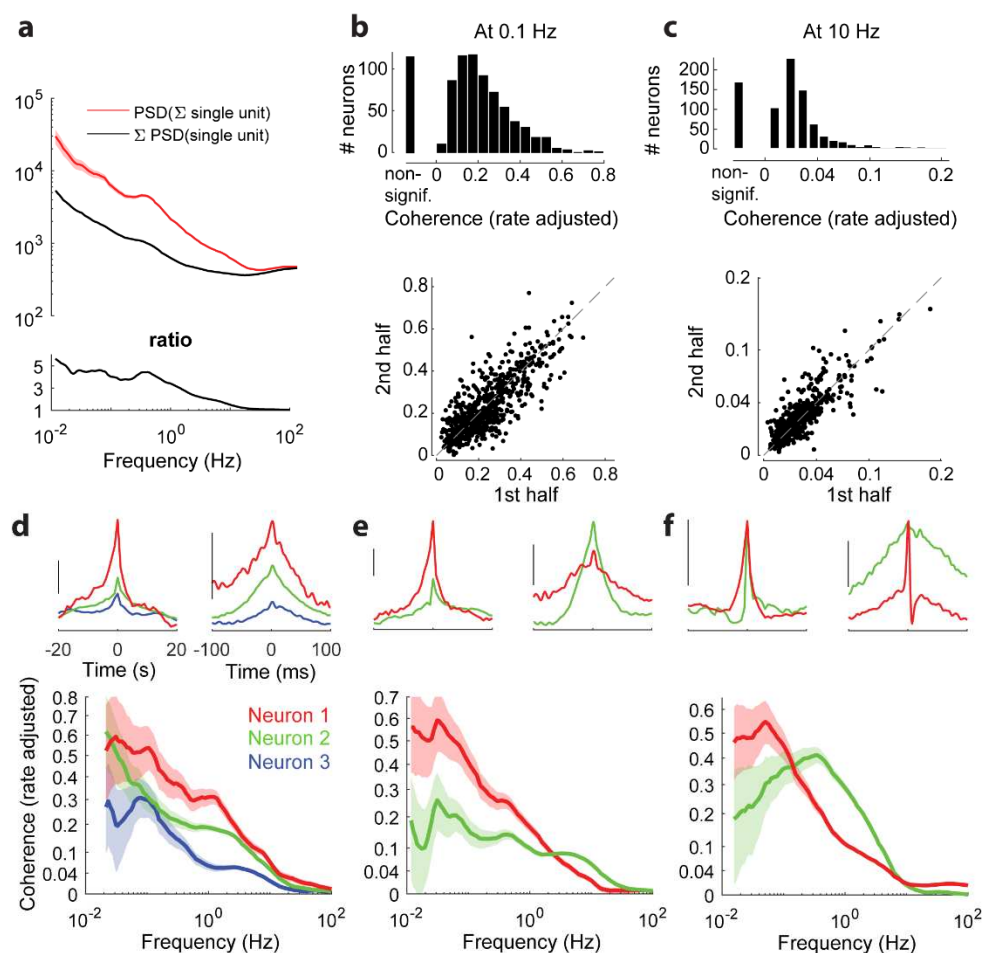 a
10^5
10^4
10^3
10^2
PSD(Σ single unit)
Σ PSD(single unit)
ratio
5
3
1
10^-2 10^0 10^2
Frequency (Hz)
b
At 0.1 Hz
# neurons
100
50
0
non-signif.
0 0.2 0.4 0.6 0.8
Coherence (rate adjusted)
2nd half
0.8
0.6
0.4
0.2
0
0 0.2 0.4 0.6 0.8
1st half
c
At 10 Hz
# neurons
200
150
100
50
0
non-signif.
0 0.04 0.1 0.2
Coherence (rate adjusted)
2nd half
0.2
0.1
0.04
0
0 0.04 0.1 0.2
1st half
d
-20 0 20
Time (s)
-100 0 100
Time (ms)
Coherence (rate adjusted)
0.8
0.7
0.6
0.5
0.4
0.3
0.2
0.1
0.04
0
Neuron 1
Neuron 2
Neuron 3
10^-2 10^0 10^2
Frequency (Hz)
e
0.8
0.7
0.6
0.5
0.4
0.3
0.2
0.1
0.04
0
10^-2 10^0 10^2
Frequency (Hz)
f
0.6
0.5
0.4
0.3
0.2
0.1
0.04
0
10^-2 10^0 10^2
Frequency (Hz)